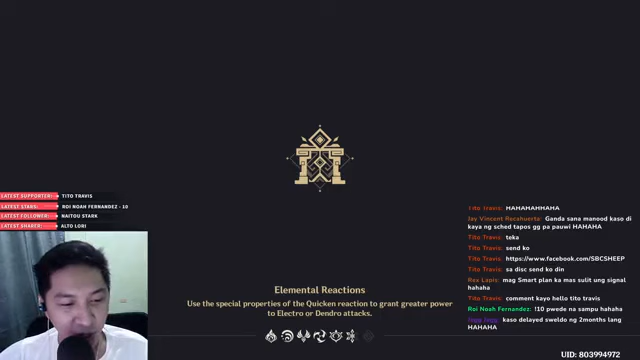 LATEST SUPPORTER: TITO TRAVIS
LATEST STARS: ROI NOAH FERNANDEZ - 10
LATEST FOLLOWER: NAITOU STARK
LATEST SHARER: ALTO LORI
Elemental Reactions
Use the special properties of the Quicken reaction to grant greater power
to Electro or Dendro attacks.
Tito Travis: HAHAHAHHAHA
Jay Vincent Recshuerte: Ganda sana manood kaso di
kaya ng sched tapos gg pa pauwi HAHAHA
Tito Travis: teka
Tito Travis: send ko
Tito Travis: https://www.facebook.com/SBCSHEEP
Tito Travis: sa disc send ko din
Rex Lapis: mag Smart plan ka mas sulit ung signal
hahaha
Tito Travis: comment kayo hello tito travis
Roi Noah Fernandez: !10 pwede na sampu hahaha
kaso delayed sweldo ng 2months lang
HAHAHA
UID: 803994972